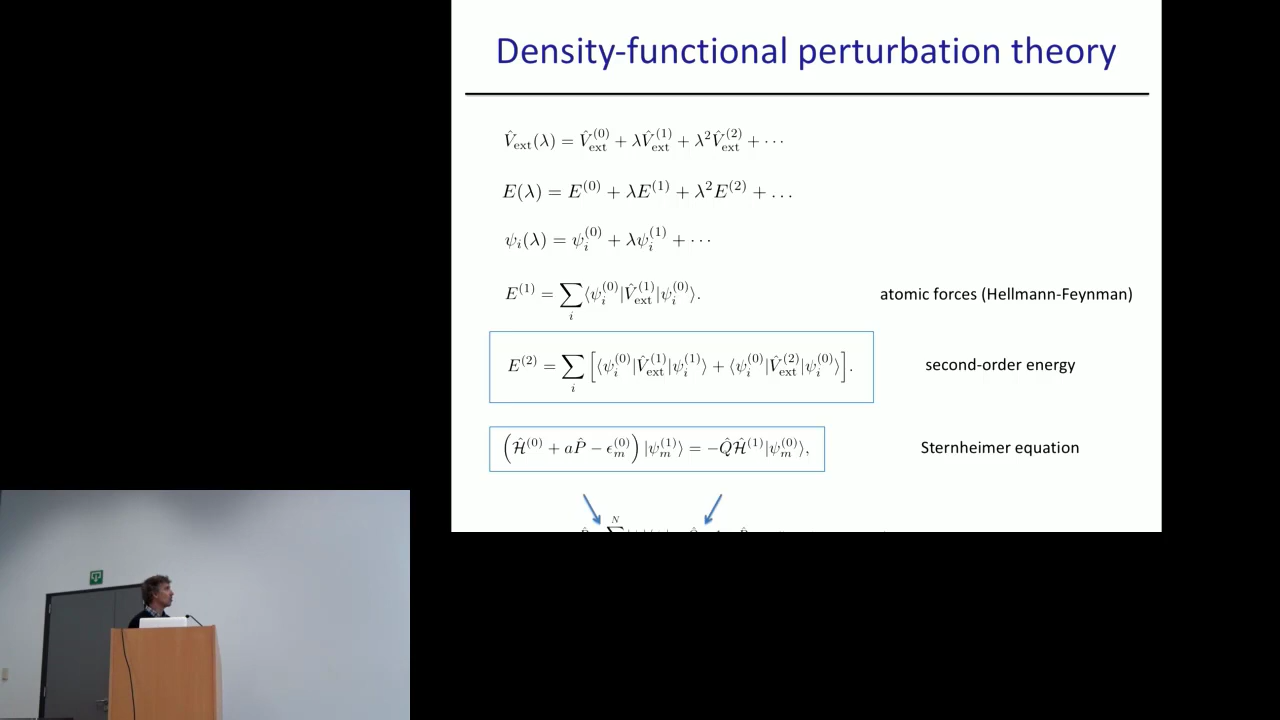 Density-functional perturbation theory
V̂_ext(λ) = V̂_ext^(0) + λV̂_ext^(1) + λ²V̂_ext^(2) + ···
E(λ) = E^(0) + λE^(1) + λ²E^(2) + ...
ψ_i(λ) = ψ_i^(0) + λψ_i^(1) + ···
E^(1) = ∑_i ⟨ψ_i^(0)|V̂_ext^(1)|ψ_i^(0)⟩. atomic forces (Hellmann-Feynman)
E^(2) = ∑_i [⟨ψ_i^(0)|V̂_ext^(1)|ψ_i^(1)⟩ + ⟨ψ_i^(0)|V̂_ext^(2)|ψ_i^(0)⟩]. second-order energy
(Ĥ^(0) + aP̂ − ϵ_m^(0)) |ψ_m^(1)⟩ = −Q̂Ĥ^(1)|ψ_m^(0)⟩, Sternheimer equation
N